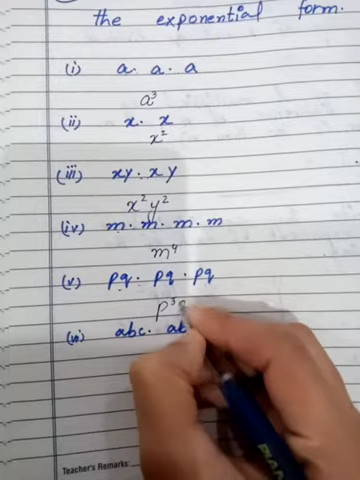 the exponential form.
(i) a. a. a
a³
(ii) x. x
x²
(iii) xy. xy
x²y²
(iv) m. m. m. m
m⁴
(v) pq. pq. pq
p³
(vi) abc.
Teacher's Remarks: